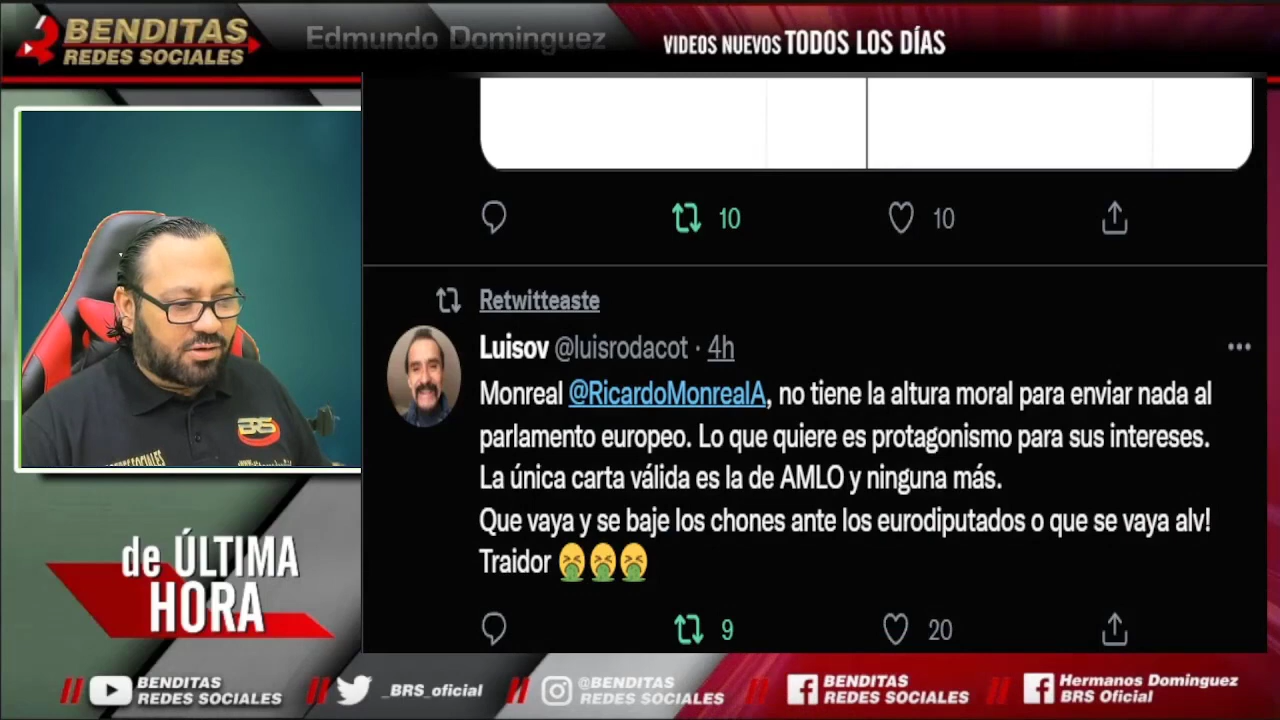 BENDITAS
REDES SOCIALES
Edmundo Dominguez
VIDEOS NUEVOS TODOS LOS DÍAS
10
10
Retwitteaste
Luisov @luisrodacot · 4h
Monreal @RicardoMonrealA, no tiene la altura moral para enviar nada al
parlamento europeo. Lo que quiere es protagonismo para sus intereses.
La única carta válida es la de AMLO y ninguna más.
Que vaya y se baje los chones ante los eurodiputados o que se vaya alv!
Traidor 🤮🤮🤮
9
20
BRS
de ÚLTIMA
HORA
BENDITAS
REDES SOCIALES
_BRS_oficial
@BENDITAS
REDES SOCIALES
BENDITAS
REDES SOCIALES
Hermanos Domínguez
BRS Oficial